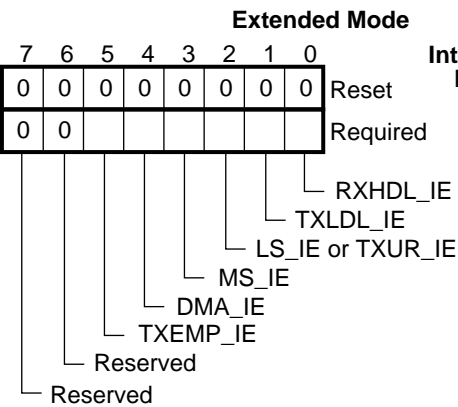 Extended Mode
7 6 5 4 3 2 1 0 Int
0 0 0 0 0 0 0 0 Reset
0 0 Required
RXHDL_IE
TXLDL_IE
LS_IE or TXUR_IE
MS_IE
DMA_IE
TXEMP_IE
Reserved
Reserved